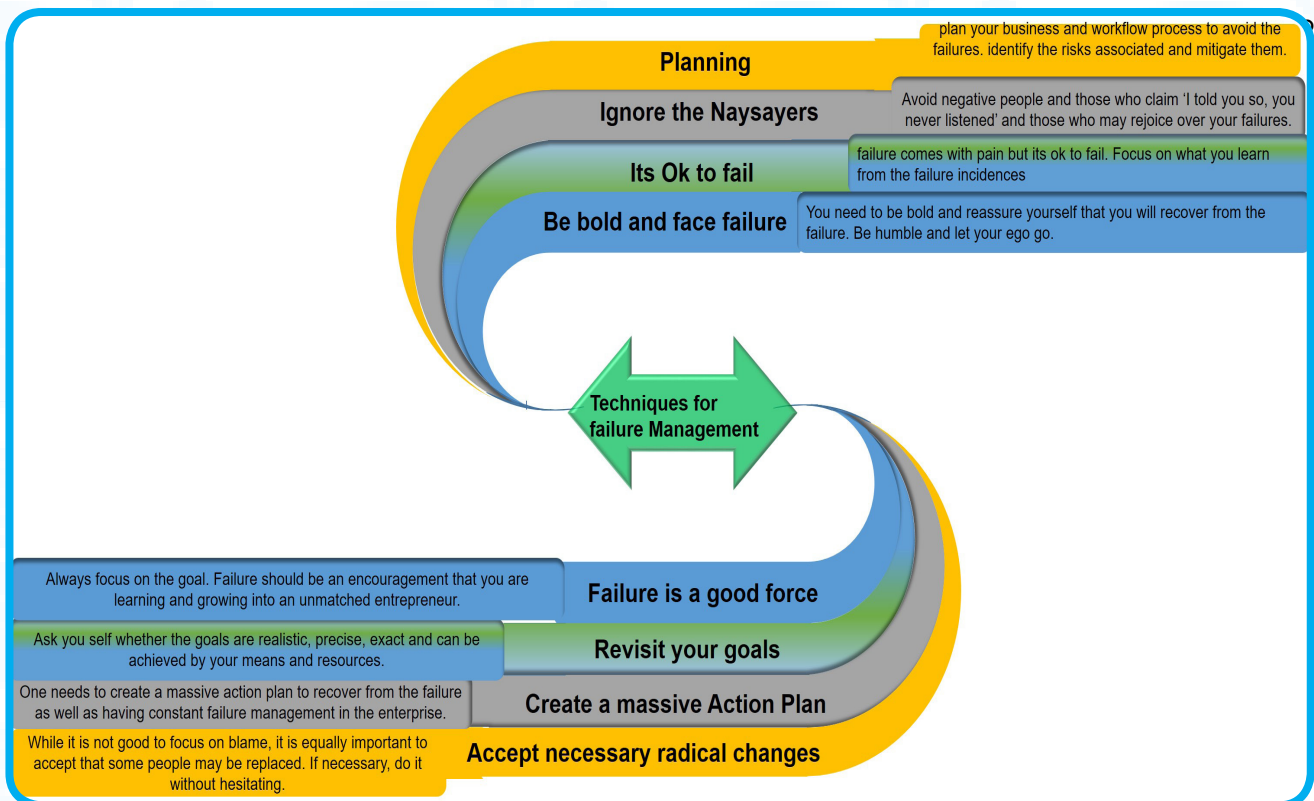 plan your business and workflow process to avoid the
failures. identify the risks associated and mitigate them.
Planning
Ignore the Naysayers
Avoid negative people and those who claim ‘I told you so, you
never listened’ and those who may rejoice over your failures.
Its Ok to fail
failure comes with pain but its ok to fail. Focus on what you learn
from the failure incidences
Be bold and face failure
You need to be bold and reassure yourself that you will recover from the
failure. Be humble and let your ego go.
Techniques for
failure Management
Always focus on the goal. Failure should be an encouragement that you are
learning and growing into an unmatched entrepreneur.
Failure is a good force
Ask you self whether the goals are realistic, precise, exact and can be
achieved by your means and resources.
Revisit your goals
One needs to create a massive action plan to recover from the failure
as well as having constant failure management in the enterprise.
Create a massive Action Plan
While it is not good to focus on blame, it is equally important to
accept that some people may be replaced. If necessary, do it
without hesitating.
Accept necessary radical changes